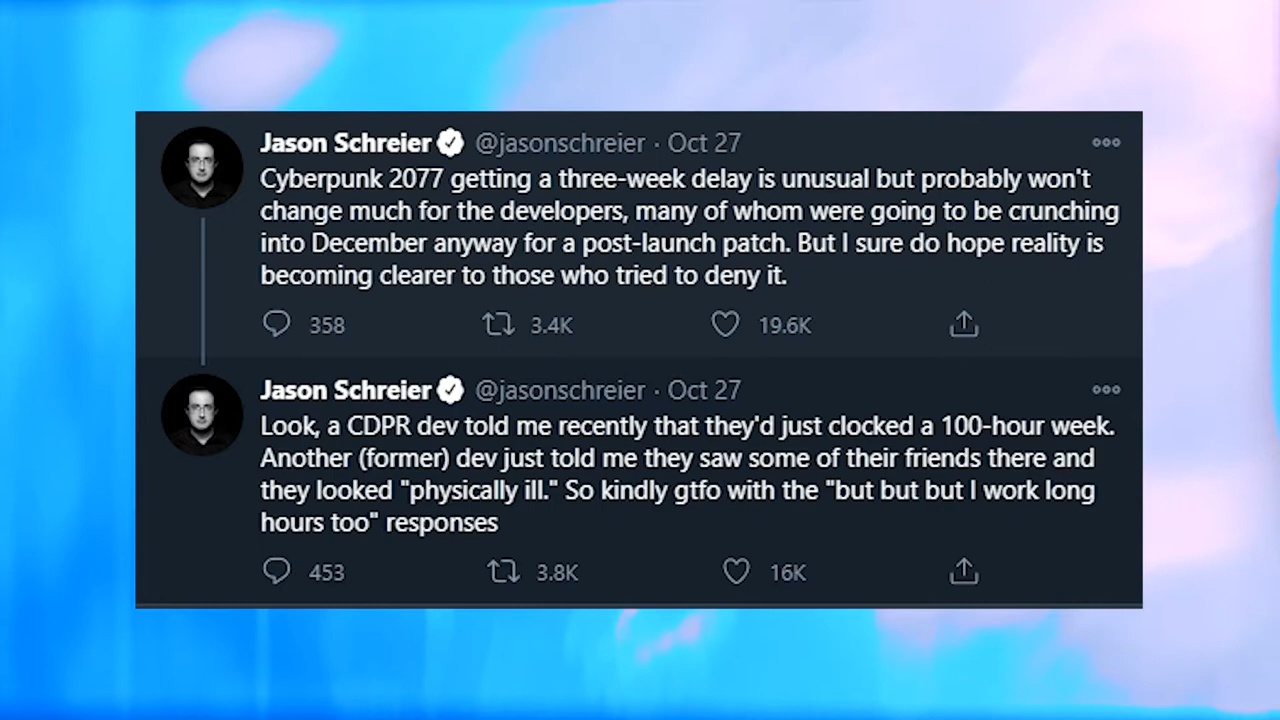 Jason Schreier @jasonschreier · Oct 27
Cyberpunk 2077 getting a three-week delay is unusual but probably won't
change much for the developers, many of whom were going to be crunching
into December anyway for a post-launch patch. But I sure do hope reality is
becoming clearer to those who tried to deny it.
358 3.4K 19.6K
Jason Schreier @jasonschreier · Oct 27
Look, a CDPR dev told me recently that they'd just clocked a 100-hour week.
Another (former) dev just told me they saw some of their friends there and
they looked "physically ill." So kindly gtfo with the "but but but I work long
hours too" responses
453 3.8K 16K